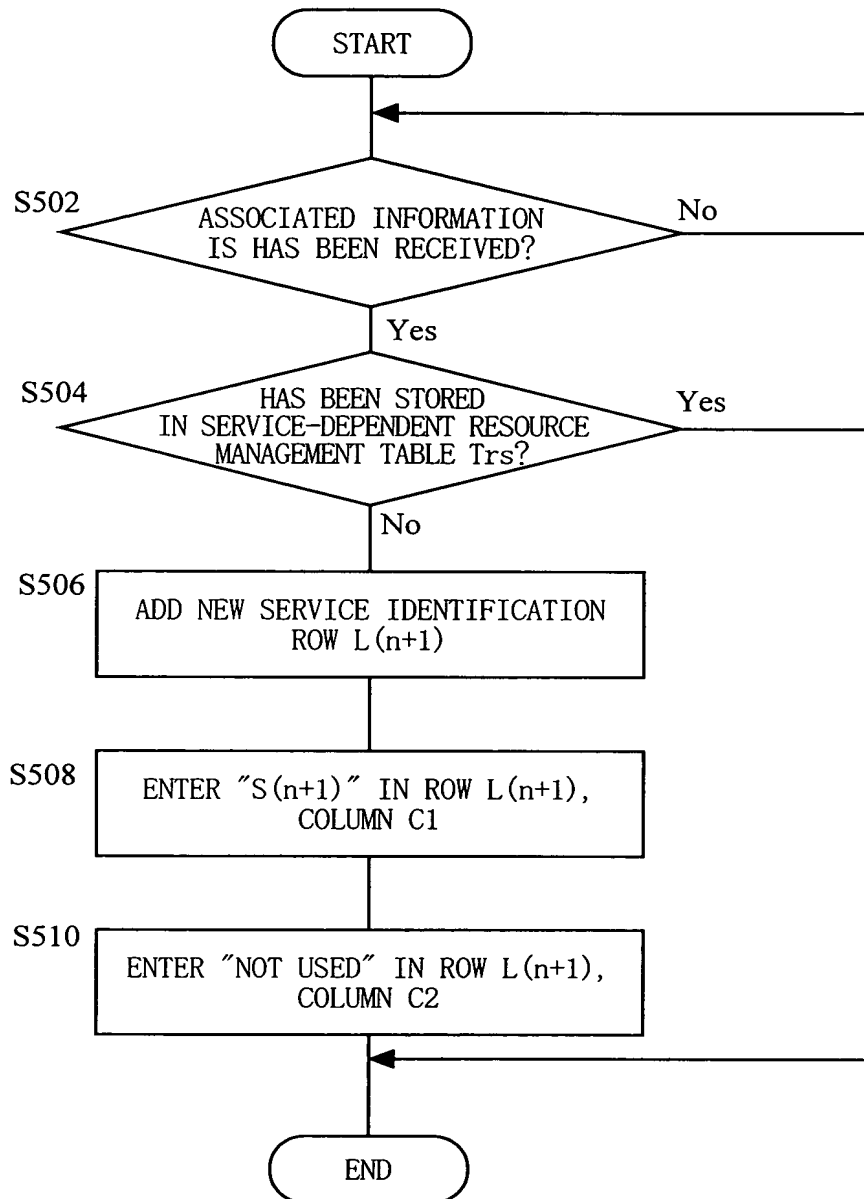 START
S502
ASSOCIATED INFORMATION
IS HAS BEEN RECEIVED?
No
Yes
S504
HAS BEEN STORED
IN SERVICE-DEPENDENT RESOURCE
MANAGEMENT TABLE Trs?
Yes
No
S506
ADD NEW SERVICE IDENTIFICATION
ROW L(n+1)
S508
ENTER "S(n+1)" IN ROW L(n+1),
COLUMN C1
S510
ENTER "NOT USED" IN ROW L(n+1),
COLUMN C2
END